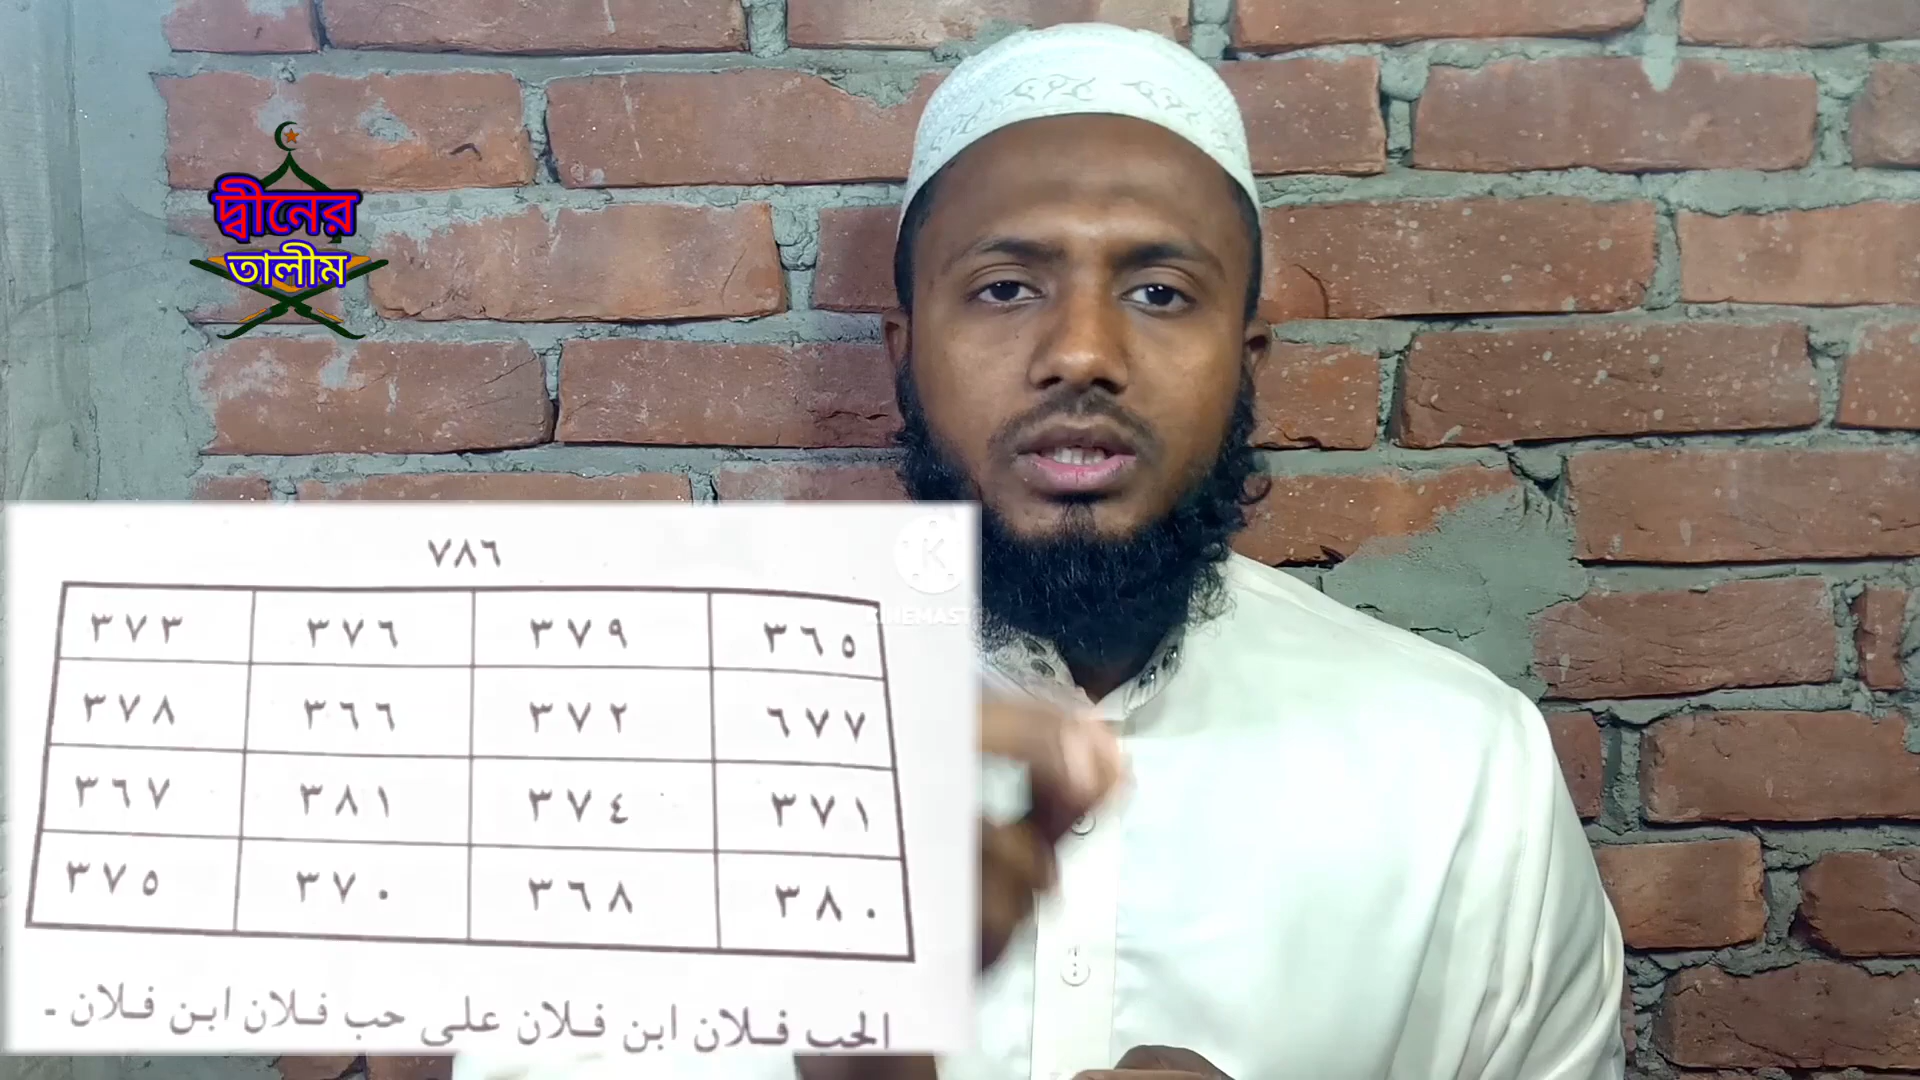 দ্বীনের
তালীম
KINEMAST
٧٨٦
٣٧٣ ٣٧٦ ٣٧٩ ٣٦٥
٣٧٨ ٣٦٦ ٣٧٢ ٦٧٧
٣٦٧ ٣٨١ ٣٧٤ ٣٧١
٣٧٥ ٣٧٠ ٣٦٨ ٣٨٠
الحب فلان ابن فلان على حب فلان ابن فلان -